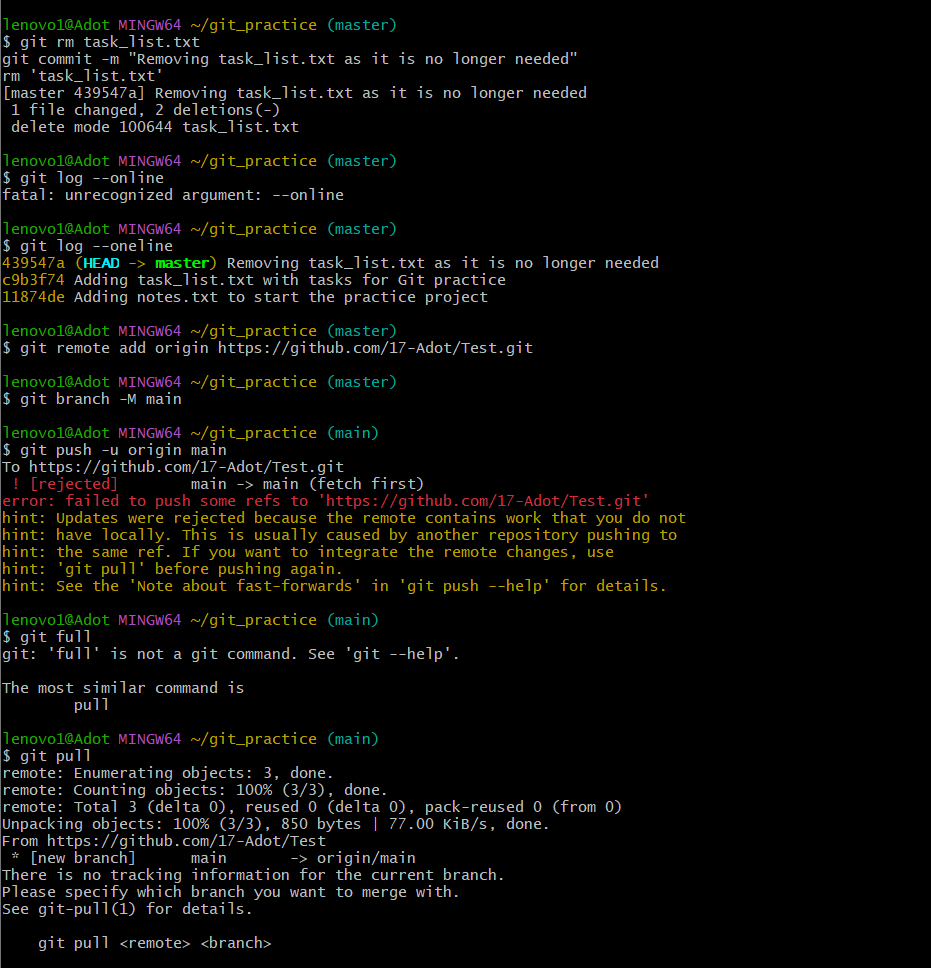 lenovo1@Adot MINGW64 ~/git_practice (master)
$ git rm task_list.txt
git commit -m "Removing task_list.txt as it is no longer needed"
rm 'task_list.txt'
[master 439547a] Removing task_list.txt as it is no longer needed
 1 file changed, 2 deletions(-)
 delete mode 100644 task_list.txt

lenovo1@Adot MINGW64 ~/git_practice (master)
$ git log --online
fatal: unrecognized argument: --online

lenovo1@Adot MINGW64 ~/git_practice (master)
$ git log --oneline
439547a (HEAD -> master) Removing task_list.txt as it is no longer needed
c9b3f74 Adding task_list.txt with tasks for Git practice
11874de Adding notes.txt to start the practice project

lenovo1@Adot MINGW64 ~/git_practice (master)
$ git remote add origin https://github.com/17-Adot/Test.git

lenovo1@Adot MINGW64 ~/git_practice (master)
$ git branch -M main

lenovo1@Adot MINGW64 ~/git_practice (main)
$ git push -u origin main
To https://github.com/17-Adot/Test.git
 ! [rejected]        main -> main (fetch first)
error: failed to push some refs to 'https://github.com/17-Adot/Test.git'
hint: Updates were rejected because the remote contains work that you do not
hint: have locally. This is usually caused by another repository pushing to
hint: the same ref. If you want to integrate the remote changes, use
hint: 'git pull' before pushing again.
hint: See the 'Note about fast-forwards' in 'git push --help' for details.

lenovo1@Adot MINGW64 ~/git_practice (main)
$ git full
git: 'full' is not a git command. See 'git --help'.

The most similar command is
        pull

lenovo1@Adot MINGW64 ~/git_practice (main)
$ git pull
remote: Enumerating objects: 3, done.
remote: Counting objects: 100% (3/3), done.
remote: Total 3 (delta 0), reused 0 (delta 0), pack-reused 0 (from 0)
Unpacking objects: 100% (3/3), 850 bytes | 77.00 KiB/s, done.
From https://github.com/17-Adot/Test
 * [new branch]      main       -> origin/main
There is no tracking information for the current branch.
Please specify which branch you want to merge with.
See git-pull(1) for details.

    git pull <remote> <branch>